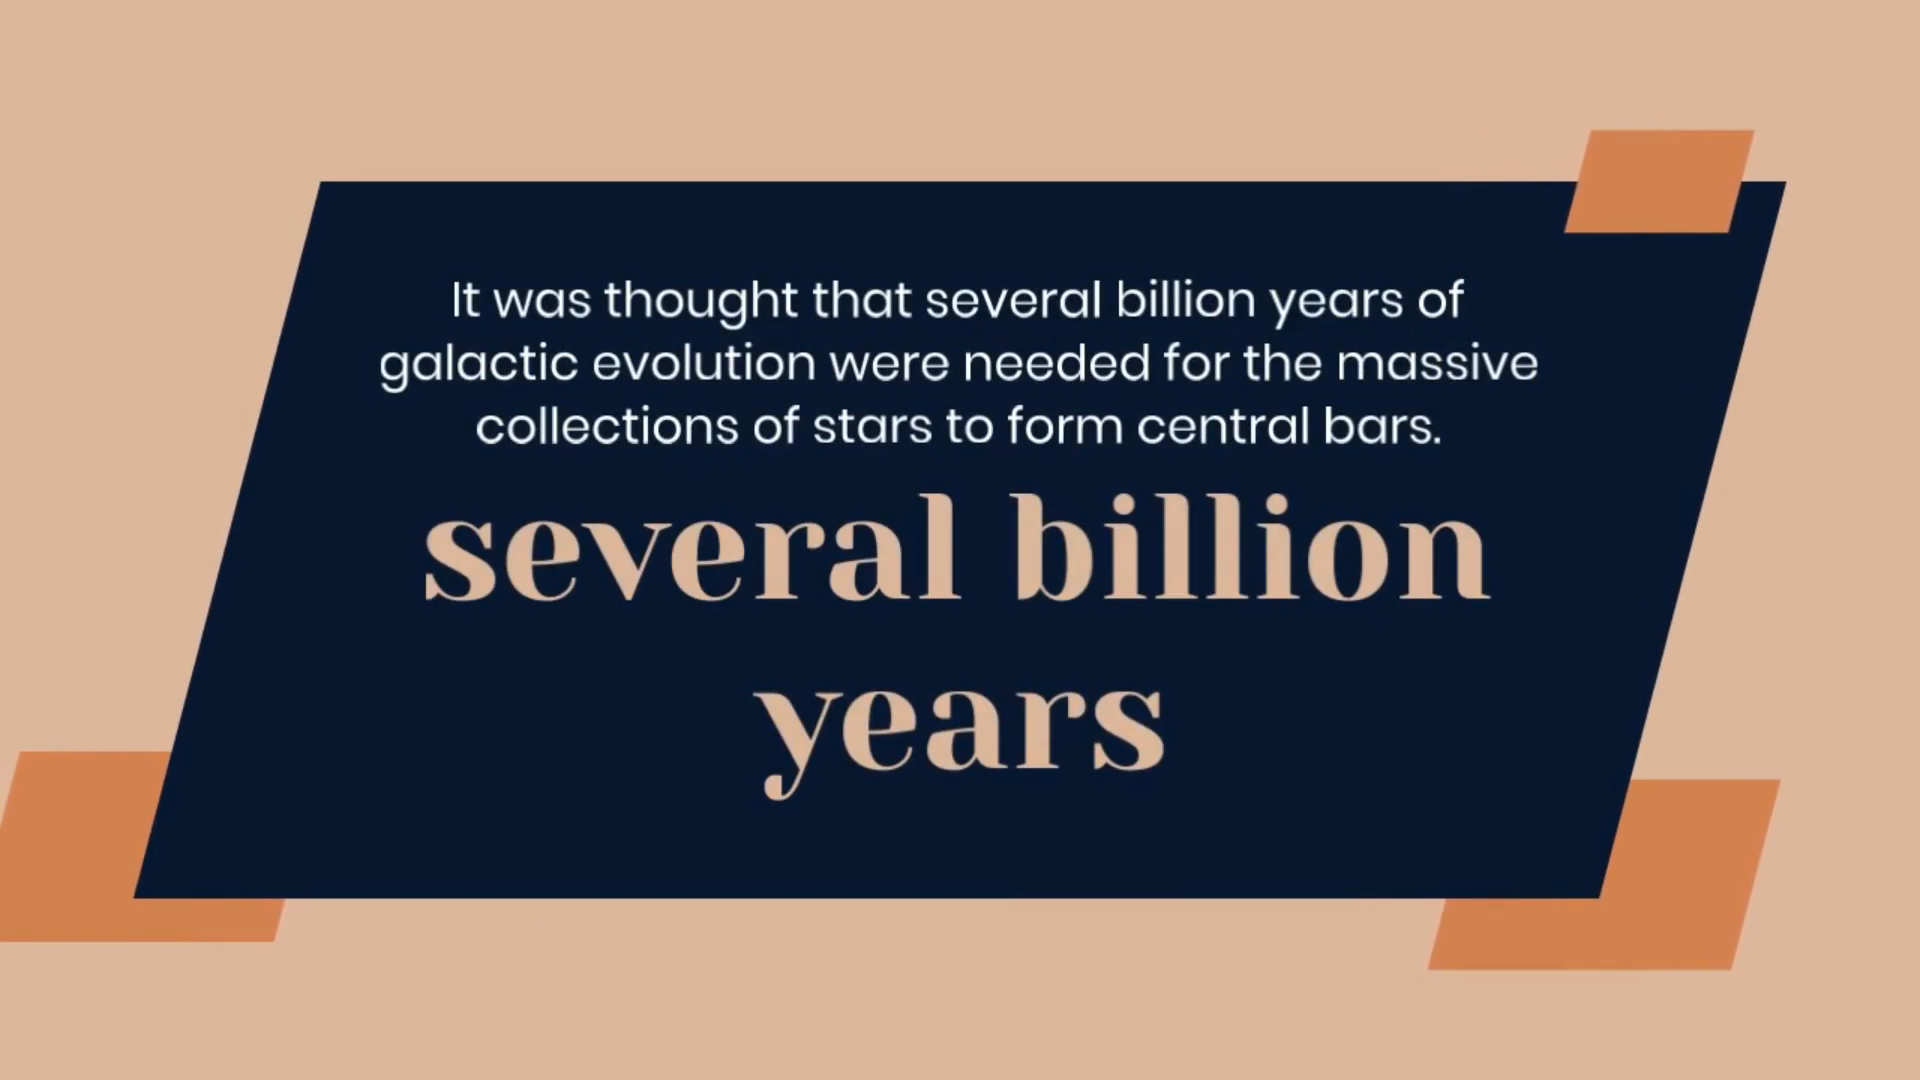 It was thought that several billion years of
galactic evolution were needed for the massive
collections of stars to form central bars.
several billion
years